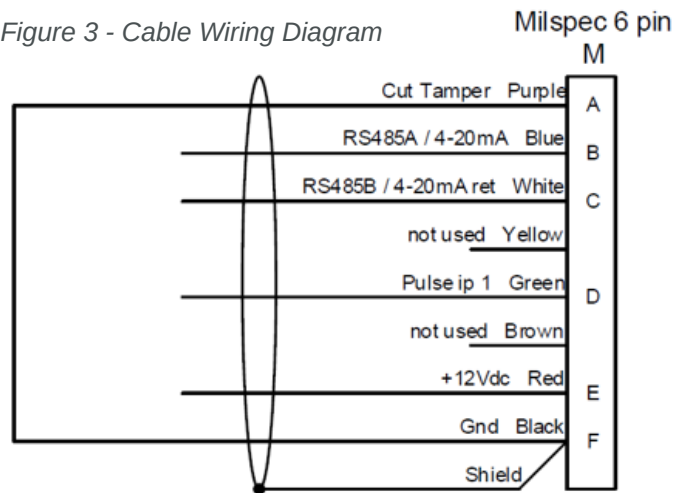 Figure 3 - Cable Wiring Diagram
Milspec 6 pin
M
Cut Tamper Purple A
RS485A / 4-20mA Blue B
RS485B / 4-20mA ret White C
not used Yellow
Pulse ip 1 Green D
not used Brown
+12Vdc Red E
Gnd Black F
Shield